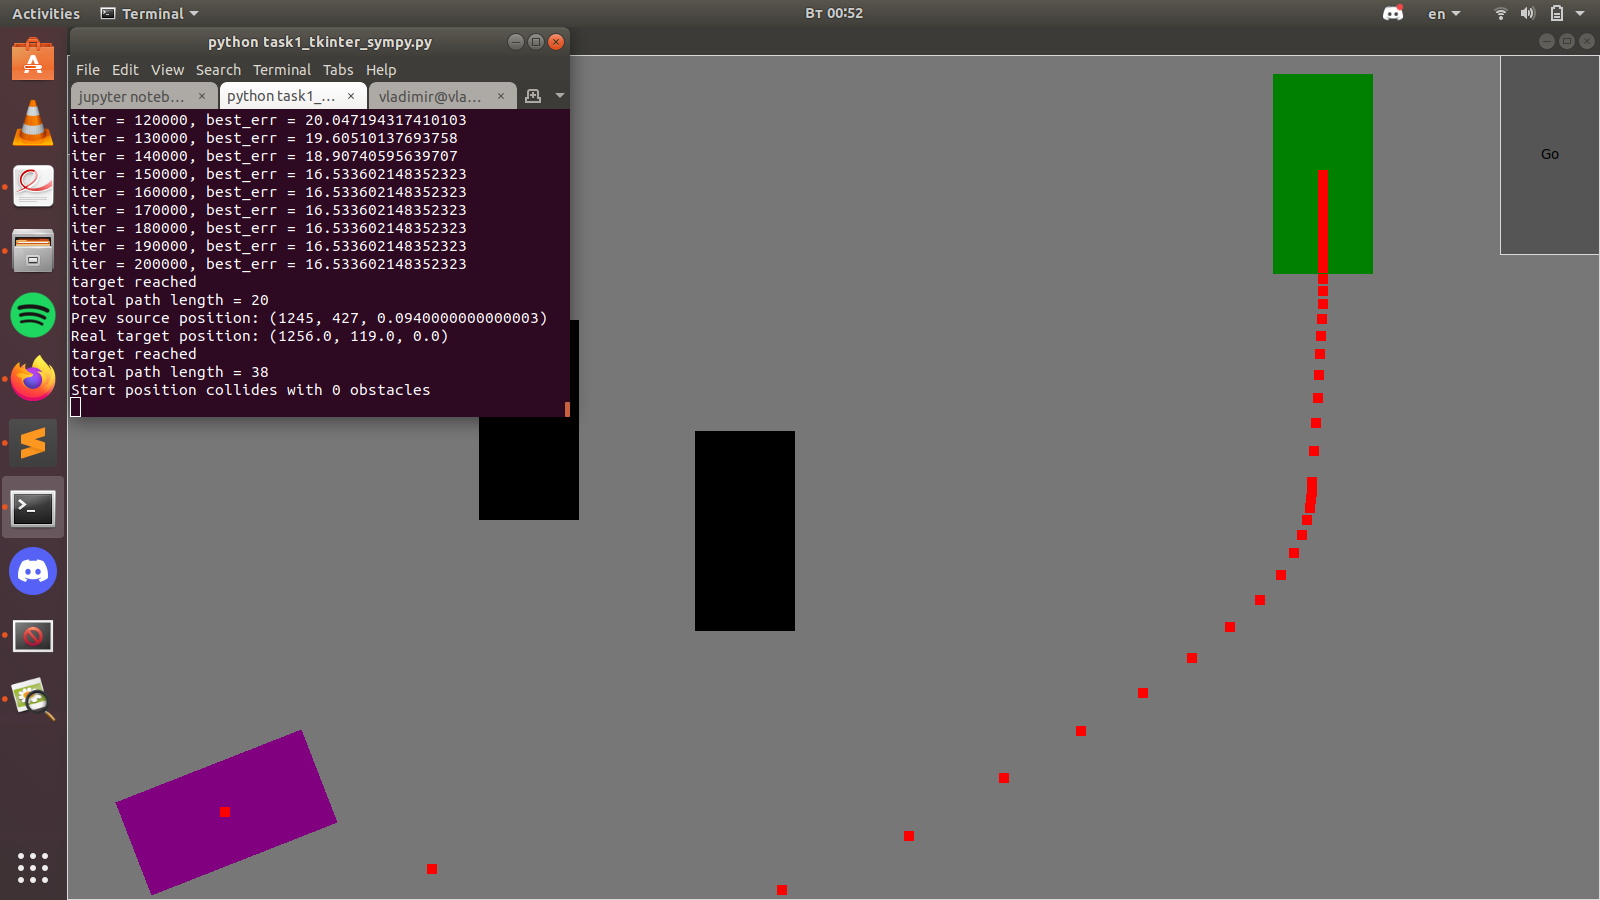 Activities
Terminal
Вт 00:52
en
python task1_tkinter_sympy.py
File Edit View Search Terminal Tabs Help
jupyter noteb… ×
python task1_… ×
vladimir@vla… ×
iter = 120000, best_err = 20.047194317410103
iter = 130000, best_err = 19.60510137693758
iter = 140000, best_err = 18.90740595639707
iter = 150000, best_err = 16.533602148352323
iter = 160000, best_err = 16.533602148352323
iter = 170000, best_err = 16.533602148352323
iter = 180000, best_err = 16.533602148352323
iter = 190000, best_err = 16.533602148352323
iter = 200000, best_err = 16.533602148352323
target reached
total path length = 20
Prev source position: (1245, 427, 0.0940000000000003)
Real target position: (1256.0, 119.0, 0.0)
target reached
total path length = 38
Start position collides with 0 obstacles
Go